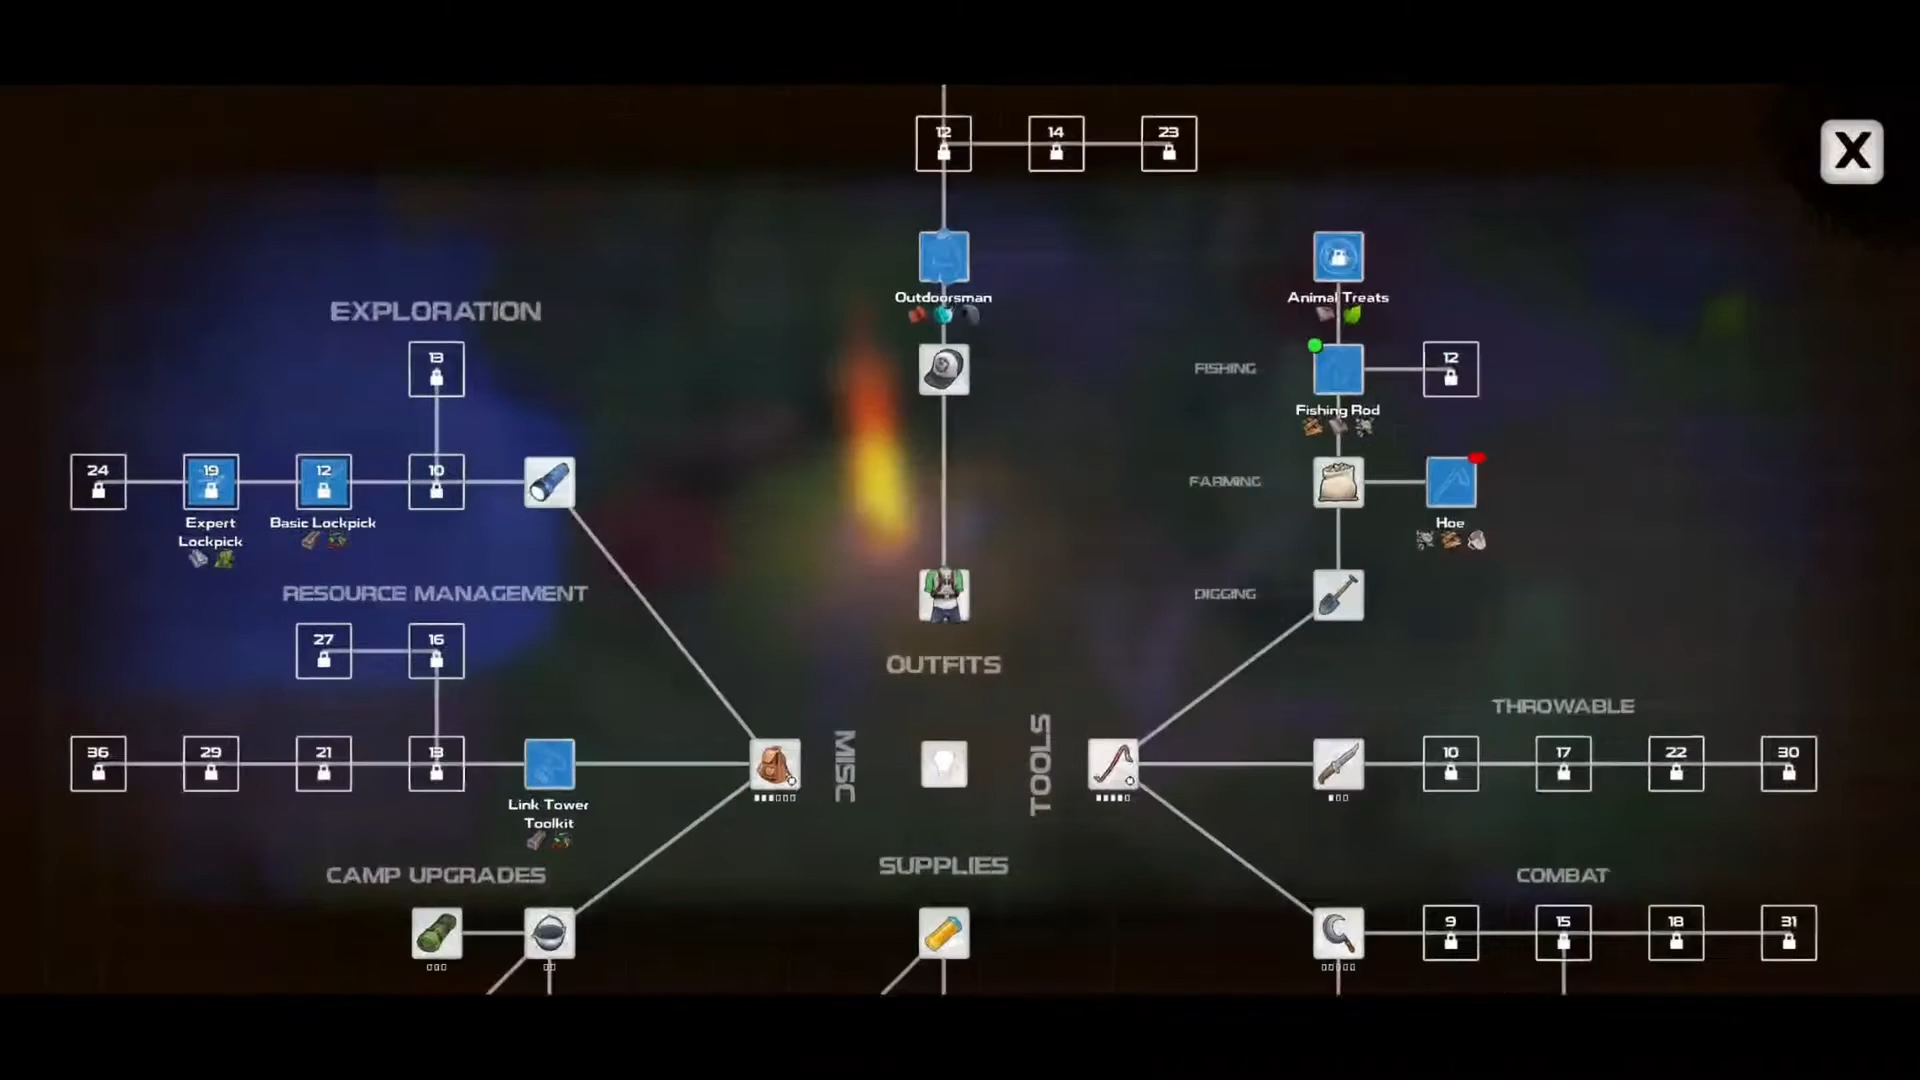 12
14
23
X
Outdoorsman
Animal Treats
EXPLORATION
13
FISHING
12
Fishing Rod
24
19
12
10
FARMING
Expert
Lockpick
Basic Lockpick
Hoe
RESOURCE MANAGEMENT
DIGGING
27
16
OUTFITS
THROWABLE
36
29
21
13
MISC
TOOLS
10
17
22
30
Link Tower
Toolkit
CAMP UPGRADES
SUPPLIES
COMBAT
9
15
18
31